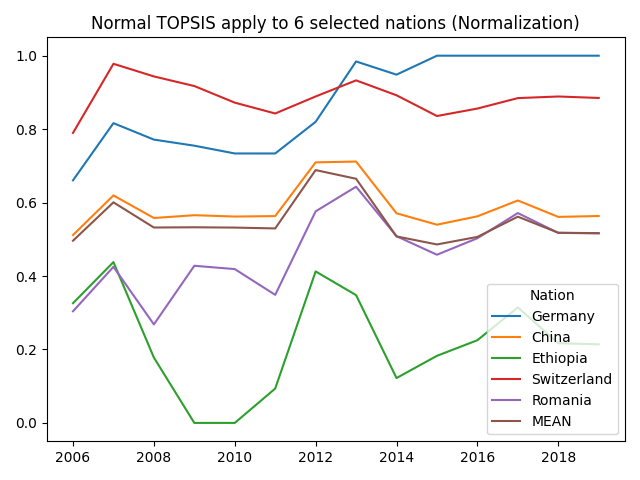 Normal TOPSIS apply to 6 selected nations (Normalization)
1.0
0.8
0.6
0.4
0.2
0.0
2006 2008 2010 2012 2014 2016 2018
Nation
Germany
China
Ethiopia
Switzerland
Romania
MEAN